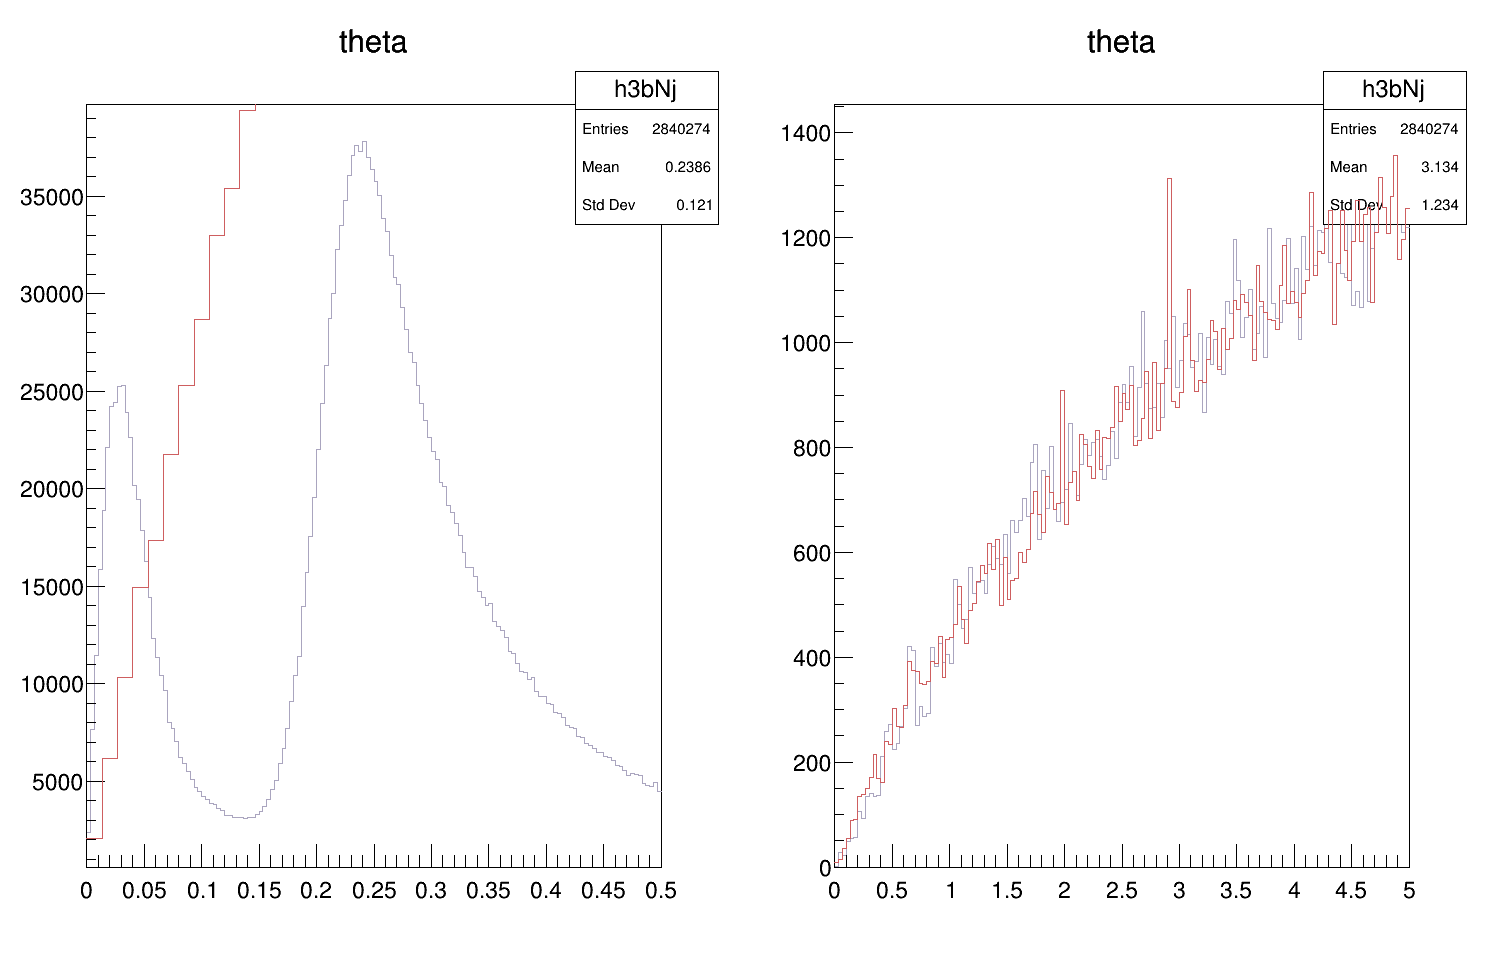 theta
h3bNj
Entries 2840274
Mean 0.2386
Std Dev 0.121
35000
30000
25000
20000
15000
10000
5000
0 0.05 0.1 0.15 0.2 0.25 0.3 0.35 0.4 0.45 0.5
theta
h3bNj
Entries 2840274
Mean 3.134
Std Dev 1.234
1400
1200
1000
800
600
400
200
0
0 0.5 1 1.5 2 2.5 3 3.5 4 4.5 5